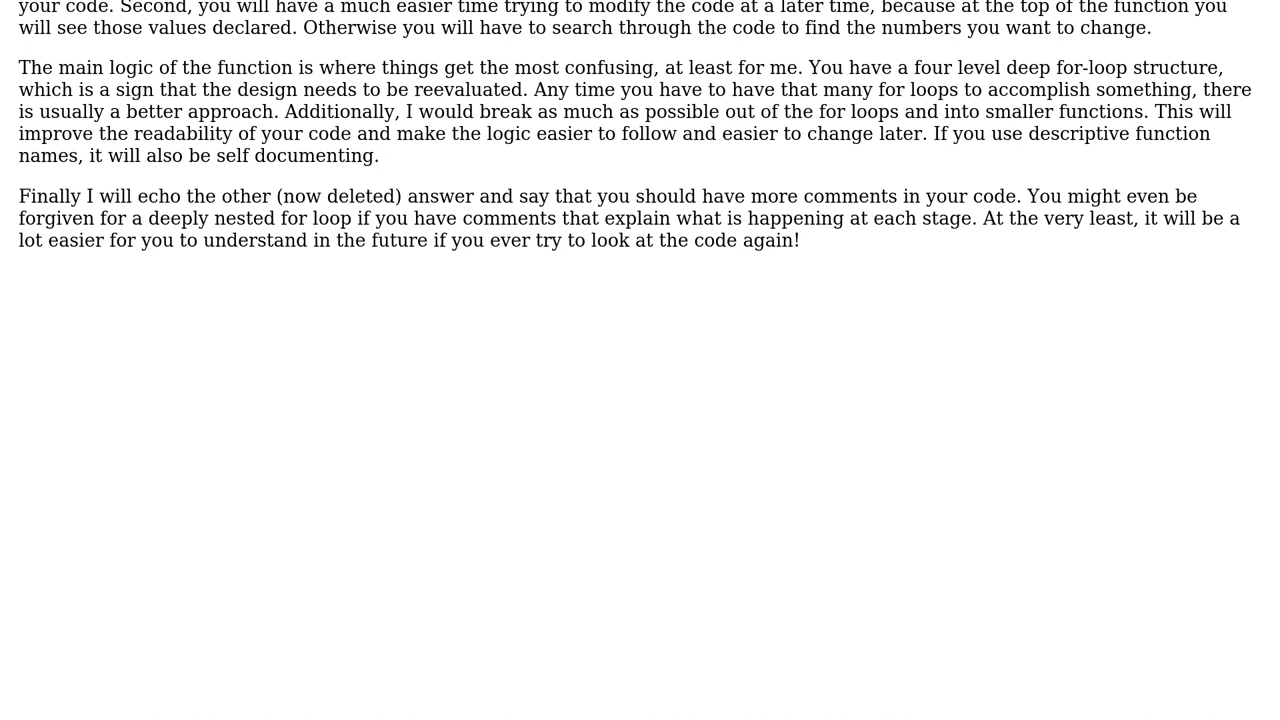 your code. Second, you will have a much easier time trying to modify the code at a later time, because at the top of the function you
will see those values declared. Otherwise you will have to search through the code to find the numbers you want to change.
The main logic of the function is where things get the most confusing, at least for me. You have a four level deep for-loop structure,
which is a sign that the design needs to be reevaluated. Any time you have to have that many for loops to accomplish something, there
is usually a better approach. Additionally, I would break as much as possible out of the for loops and into smaller functions. This will
improve the readability of your code and make the logic easier to follow and easier to change later. If you use descriptive function
names, it will also be self documenting.
Finally I will echo the other (now deleted) answer and say that you should have more comments in your code. You might even be
forgiven for a deeply nested for loop if you have comments that explain what is happening at each stage. At the very least, it will be a
lot easier for you to understand in the future if you ever try to look at the code again!